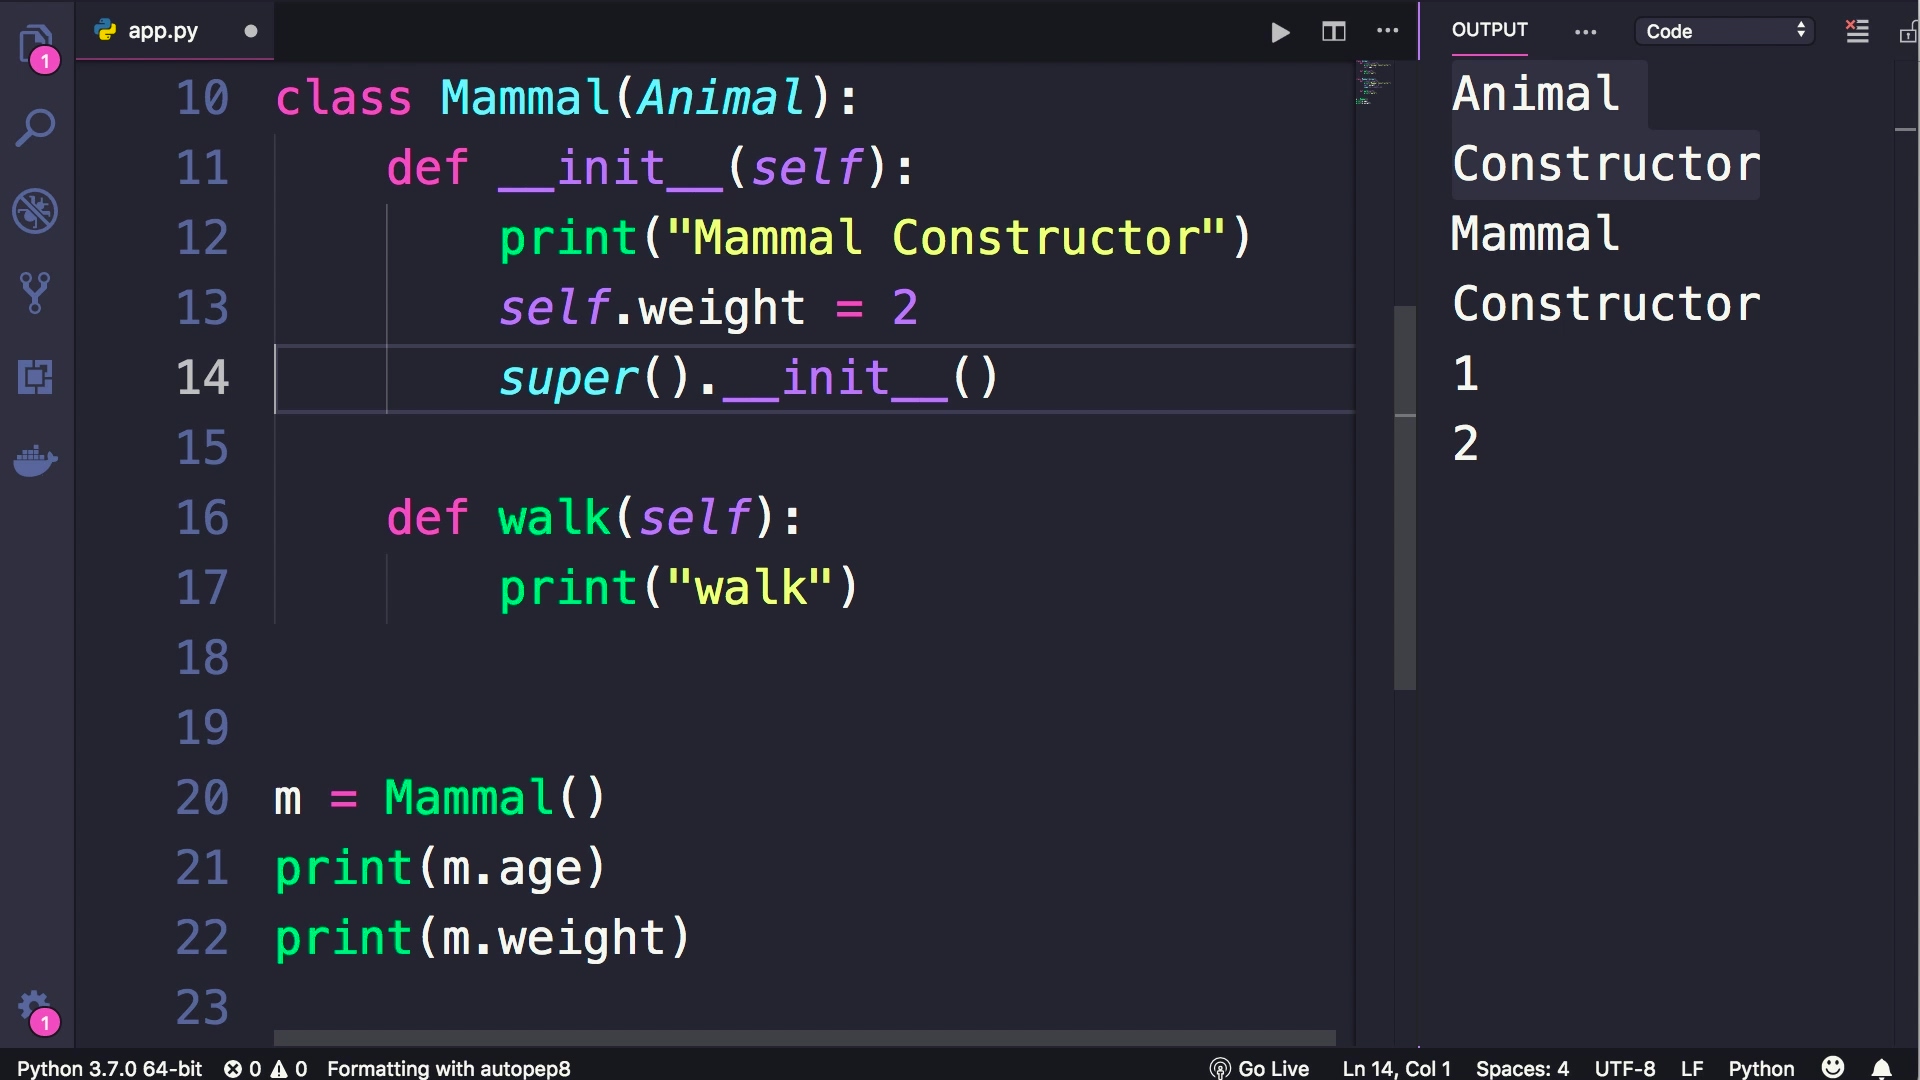 app.py
OUTPUT
Code
1
10 class Mammal(Animal):
11 def __init__(self):
12 print("Mammal Constructor")
13 self.weight = 2
14 super().__init__()
15
16 def walk(self):
17 print("walk")
18
19
20 m = Mammal()
21 print(m.age)
22 print(m.weight)
23
Animal
Constructor
Mammal
Constructor
1
2
1
Python 3.7.0 64-bit 0 0 Formatting with autopep8 Go Live Ln 14, Col 1 Spaces: 4 UTF-8 LF Python